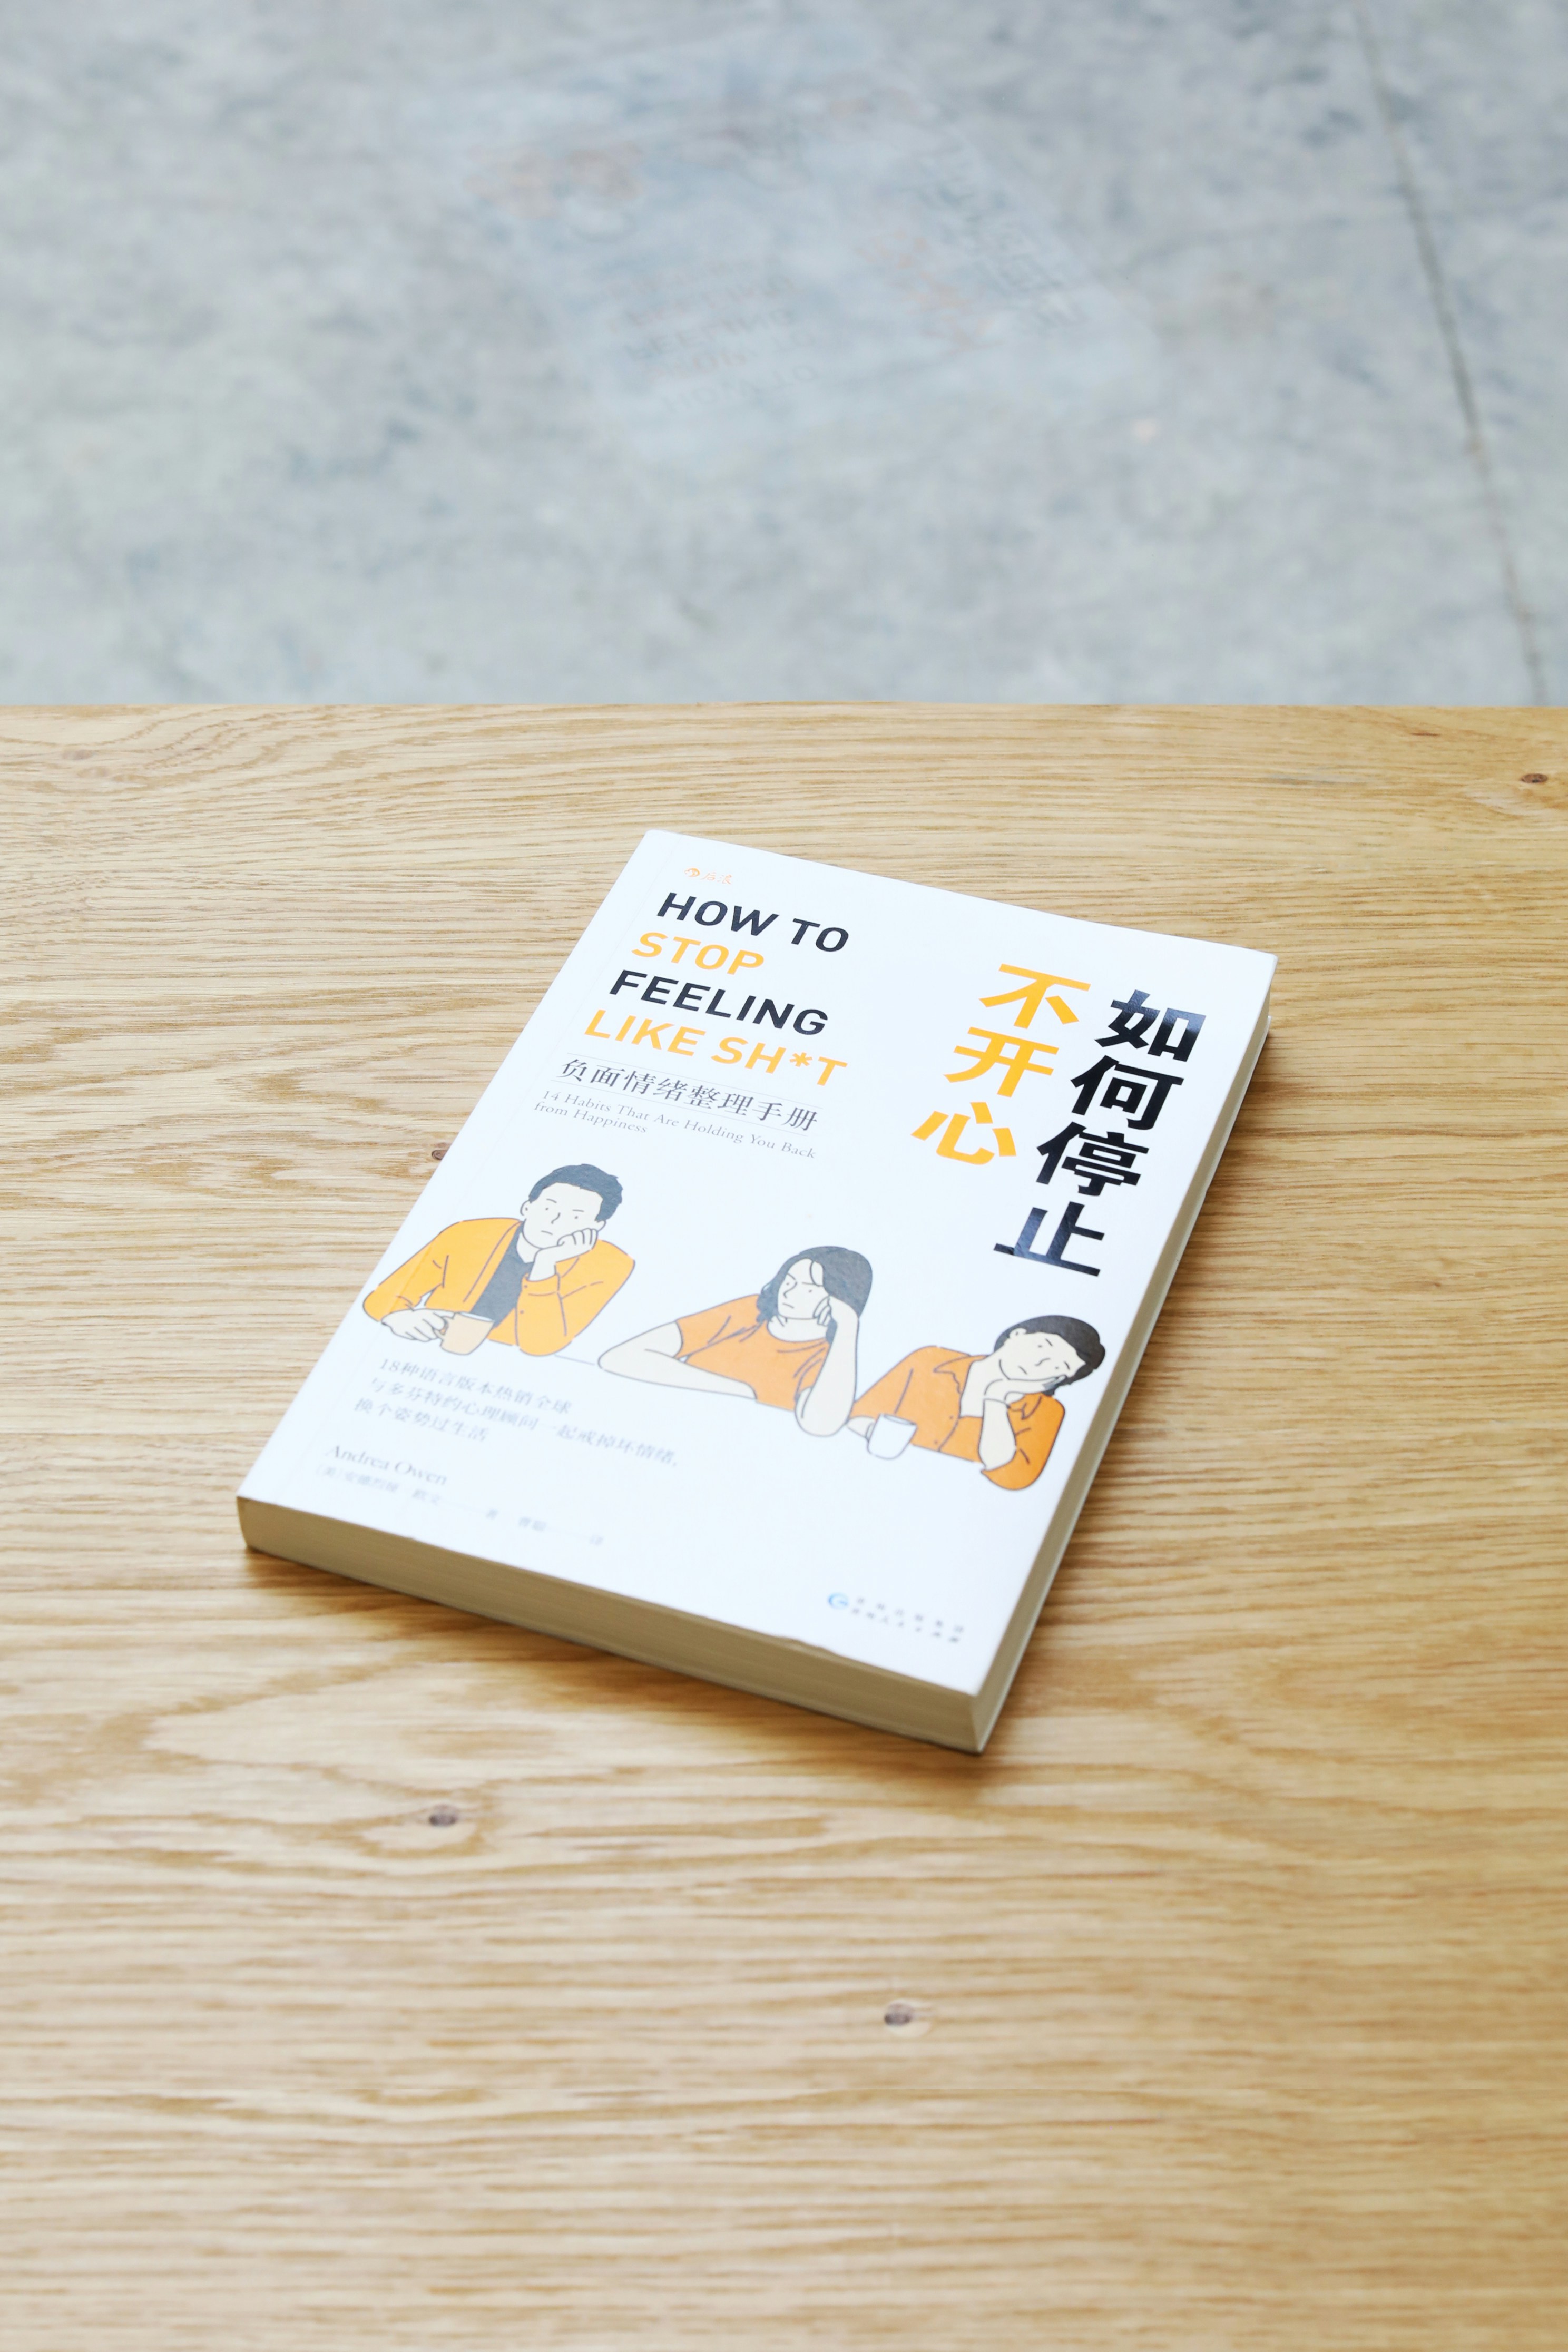 后浪
HOW TO
STOP
FEELING
LIKE SH*T
负面情绪整理手册
14 Habits That Are Holding You Back
from Happiness
如何停止
不开心
18种语言版本热销全球
与多芬特约心理顾问一起戒掉坏情绪，
换个姿势过生活
Andrea Owen